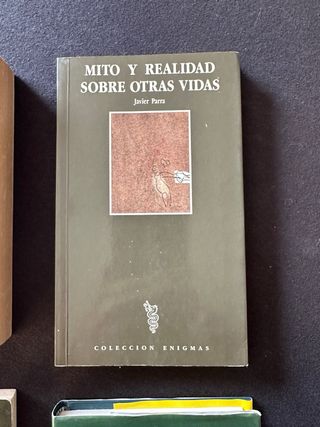 MITO Y REALIDAD
SOBRE OTRAS VIDAS
Javier Parra
COLECCION ENIGMAS